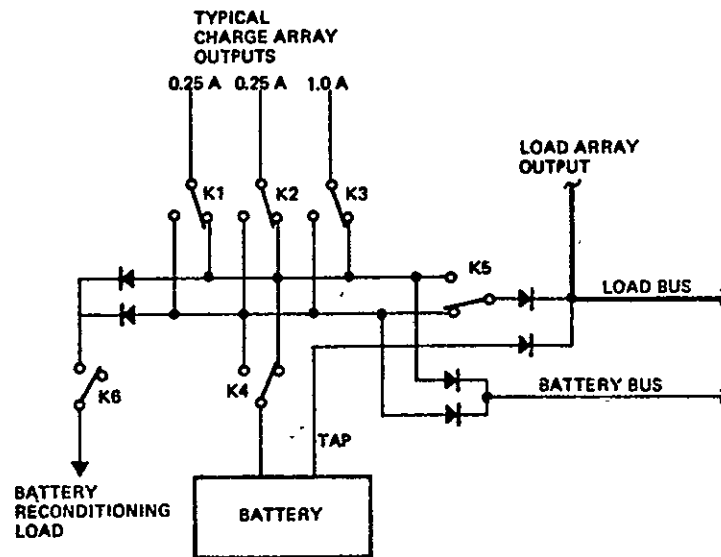 TYPICAL
CHARGE ARRAY
OUTPUTS
0.25 A 0.25 A 1.0 A
LOAD ARRAY
OUTPUT
K1
K2
K3
K5
LOAD BUS
K4
K6
BATTERY BUS
TAP
BATTERY
RECONDITIONING
LOAD
BATTERY